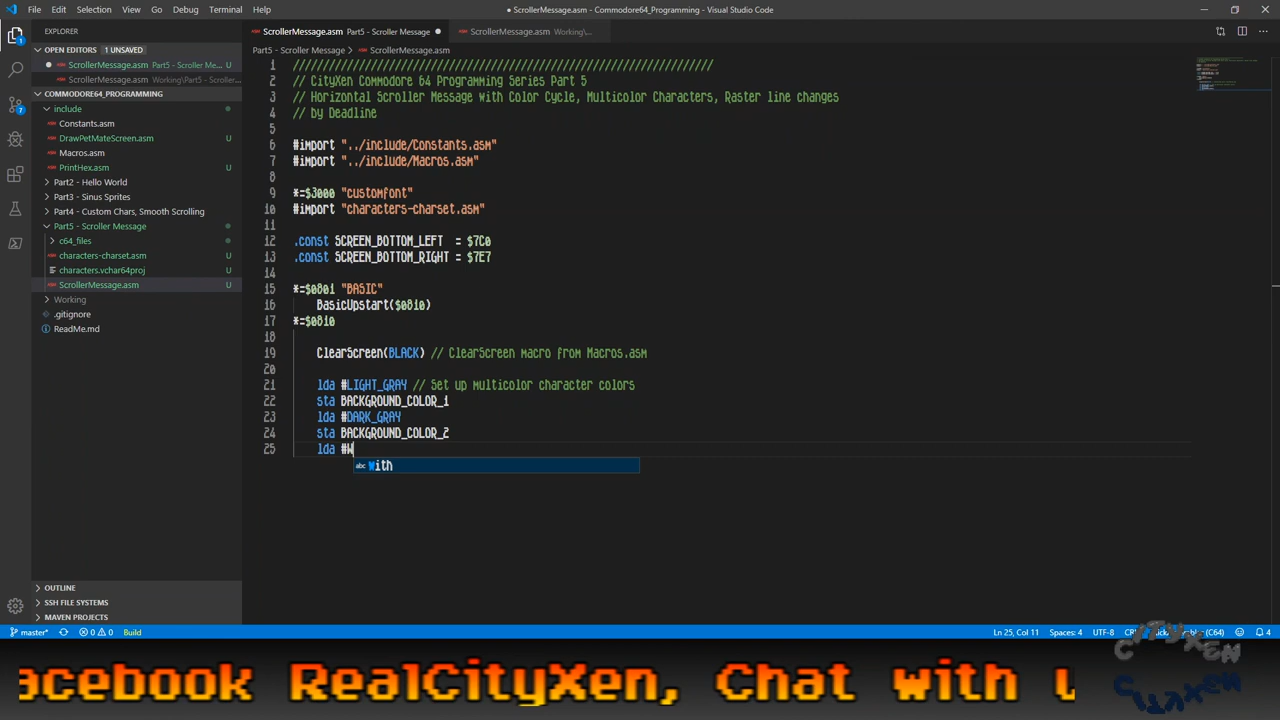 File Edit Selection View Go Debug Terminal Help
● ScrollerMessage.asm - Commodore64_Programming - Visual Studio Code
EXPLORER
ScrollerMessage.asm Part5 - Scroller Message ●
ScrollerMessage.asm Working\Part5 - ...
OPEN EDITORS 1 UNSAVED
Part5 - Scroller Message > ScrollerMessage.asm
● ScrollerMessage.asm Part5 - Scroller Me... U
ScrollerMessage.asm Working\Part5 - Scroller...
COMMODORE64_PROGRAMMING
include
Constants.asm
DrawPetMateScreen.asm U
Macros.asm
PrintHex.asm U
Part2 - Hello World
Part3 - Sinus Sprites
Part4 - Custom Chars, Smooth Scrolling
Part5 - Scroller Message
c64_files
characters-charset.asm U
characters.vchar64proj U
ScrollerMessage.asm U
Working
.gitignore
ReadMe.md
OUTLINE
SSH FILE SYSTEMS
MAVEN PROJECTS
1
7
1 //////////////////////////////////////////////////////////////////////
2 // CityXen Commodore 64 Programming Series Part 5
3 // Horizontal Scroller Message with Color Cycle, Multicolor Characters, Raster line changes
4 // by Deadline
5
6 #import "../include/Constants.asm"
7 #import "../include/Macros.asm"
8
9 *=$3000 "customfont"
10 #import "characters-charset.asm"
11
12 .const SCREEN_BOTTOM_LEFT  = $7C0
13 .const SCREEN_BOTTOM_RIGHT = $7E7
14
15 *=$0801 "BASIC"
16 BasicUpstart($0810)
17 *=$0810
18
19 ClearScreen(BLACK) // ClearScreen macro from Macros.asm
20
21 lda #LIGHT_GRAY // Set up multicolor character colors
22 sta BACKGROUND_COLOR_1
23 lda #DARK_GRAY
24 sta BACKGROUND_COLOR_2
25 lda #W
abc With
master* 0 0 Build
Ln 25, Col 11 Spaces: 4 UTF-8 (C64) 4
acebook RealCityXen, Chat with u
CityXen